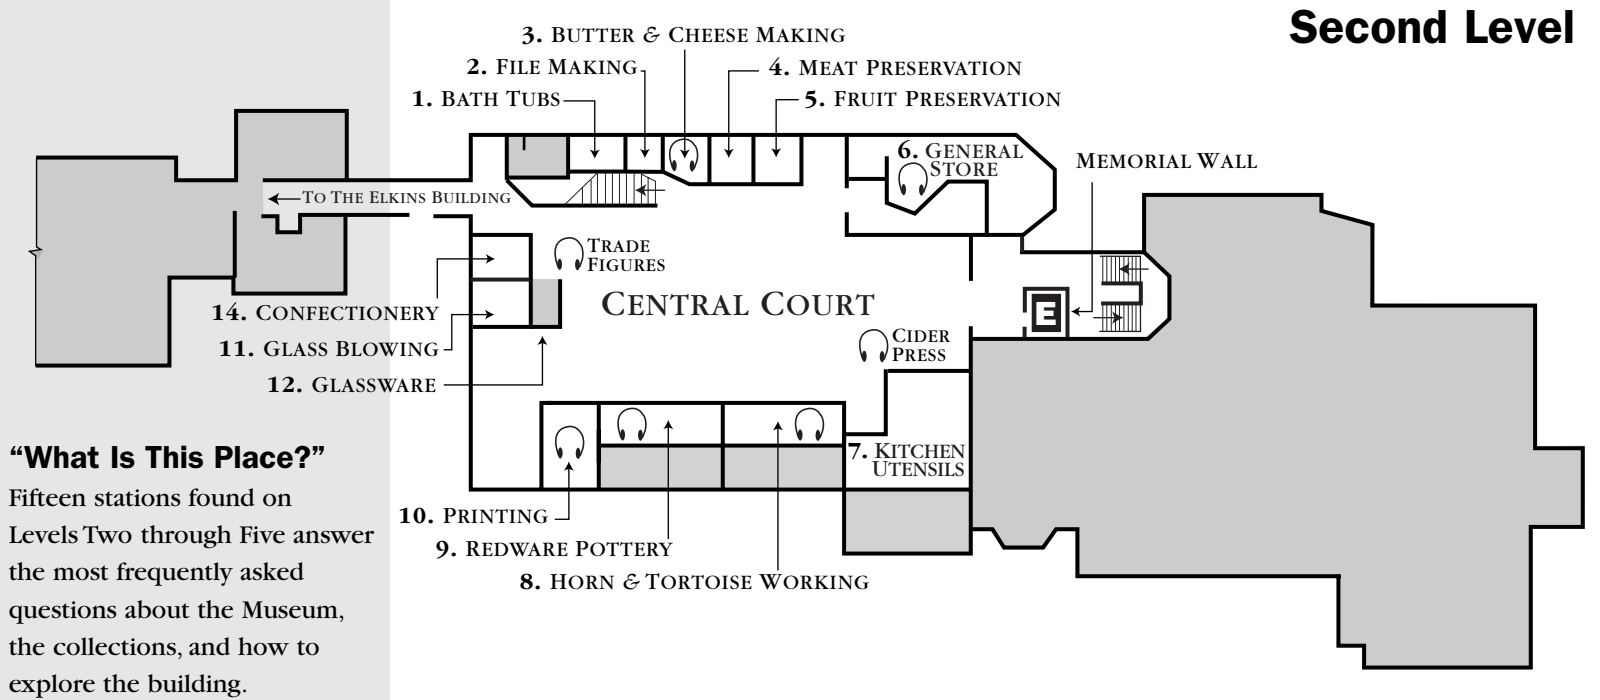 Second Level
3. BUTTER & CHEESE MAKING
2. FILE MAKING
4. MEAT PRESERVATION
1. BATH TUBS
5. FRUIT PRESERVATION
6. GENERAL
STORE
MEMORIAL WALL
TO THE ELKINS BUILDING
TRADE
FIGURES
CENTRAL COURT
E
14. CONFECTIONERY
CIDER
PRESS
11. GLASS BLOWING
12. GLASSWARE
7. KITCHEN
UTENSILS
10. PRINTING
9. REDWARE POTTERY
8. HORN & TORTOISE WORKING
“What Is This Place?”
Fifteen stations found on
Levels Two through Five answer
the most frequently asked
questions about the Museum,
the collections, and how to
explore the building.